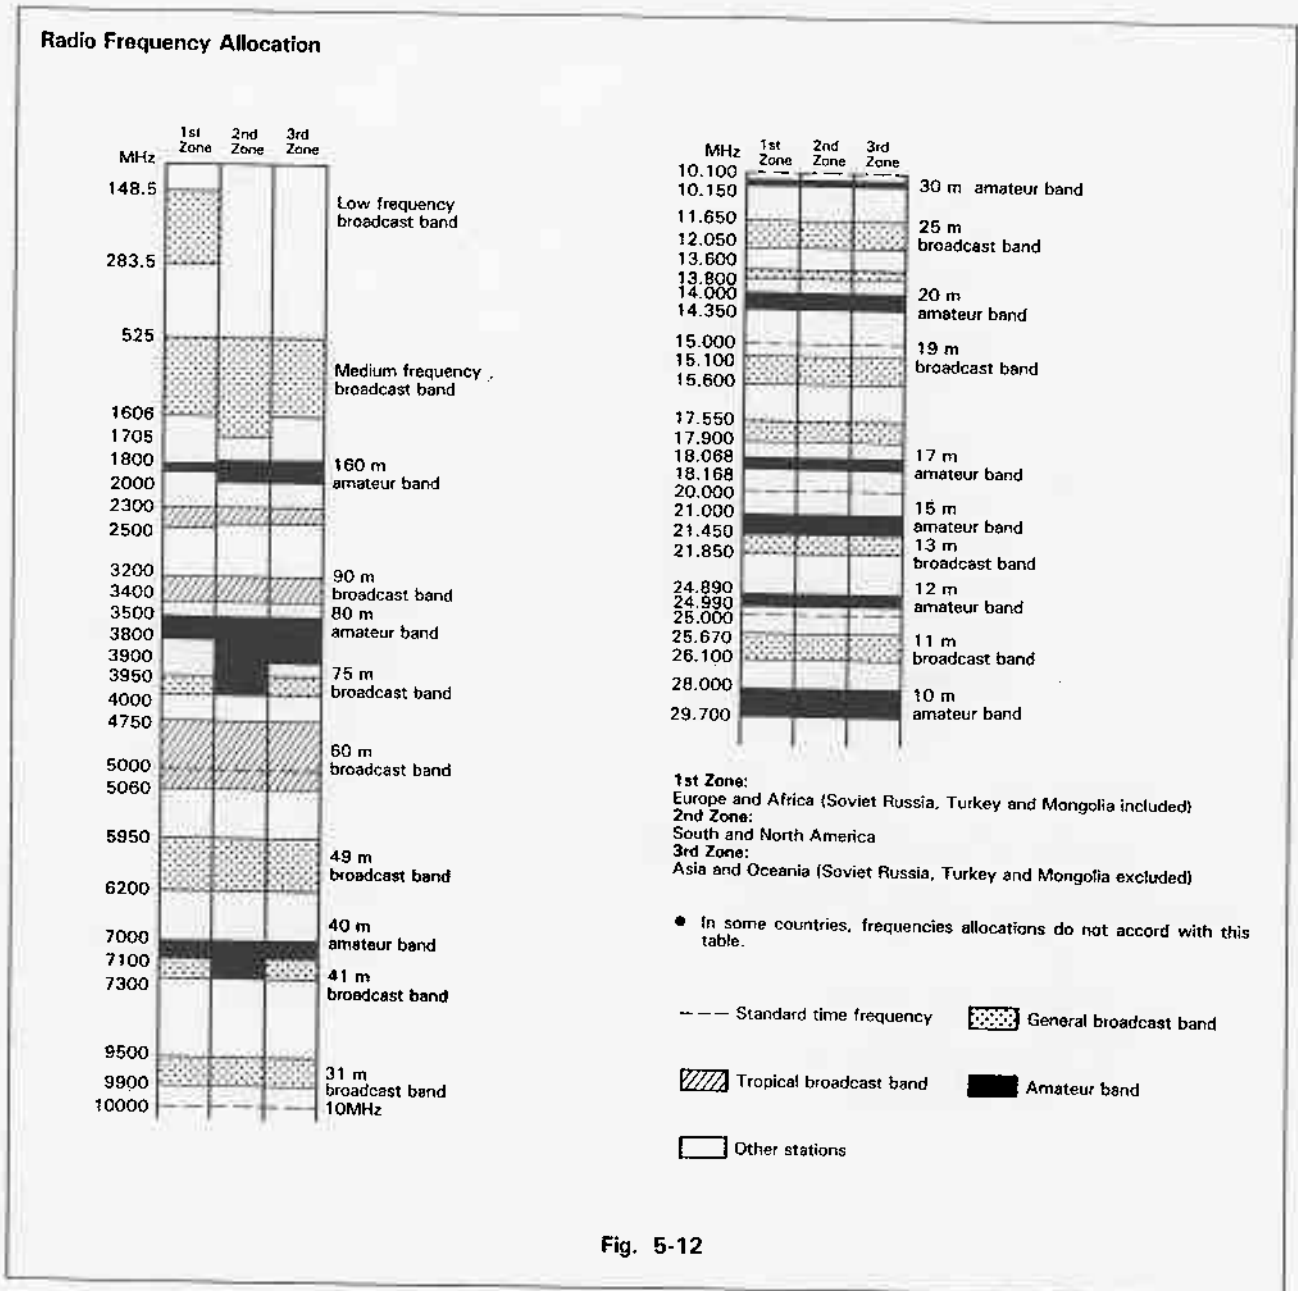 Radio Frequency Allocation
MHz
1st Zone
2nd Zone
3rd Zone
148.5
283.5
Low frequency
broadcast band
525
1606
1705
Medium frequency
broadcast band
1800
2000
160 m
amateur band
2300
2500
3200
3400
90 m
broadcast band
3500
3800
3900
80 m
amateur band
3950
4000
75 m
broadcast band
4750
5000
5060
60 m
broadcast band
5950
6200
49 m
broadcast band
7000
7100
7300
40 m
amateur band
41 m
broadcast band
9500
9900
31 m
broadcast band
10000
10MHz
MHz
1st Zone
2nd Zone
3rd Zone
10.100
10.150
30 m amateur band
11.650
12.050
25 m
broadcast band
13.600
13.800
14.000
14.350
20 m
amateur band
15.000
15.100
15.600
19 m
broadcast band
17.550
17.900
18.068
18.168
17 m
amateur band
20.000
21.000
21.450
15 m
amateur band
21.850
13 m
broadcast band
24.890
24.990
12 m
amateur band
25.000
25.670
26.100
11 m
broadcast band
28.000
29.700
10 m
amateur band
1st Zone:
Europe and Africa (Soviet Russia, Turkey and Mongolia included)
2nd Zone:
South and North America
3rd Zone:
Asia and Oceania (Soviet Russia, Turkey and Mongolia excluded)
● In some countries, frequencies allocations do not accord with this
table.
--- Standard time frequency
General broadcast band
Tropical broadcast band
Amateur band
Other stations
Fig. 5-12